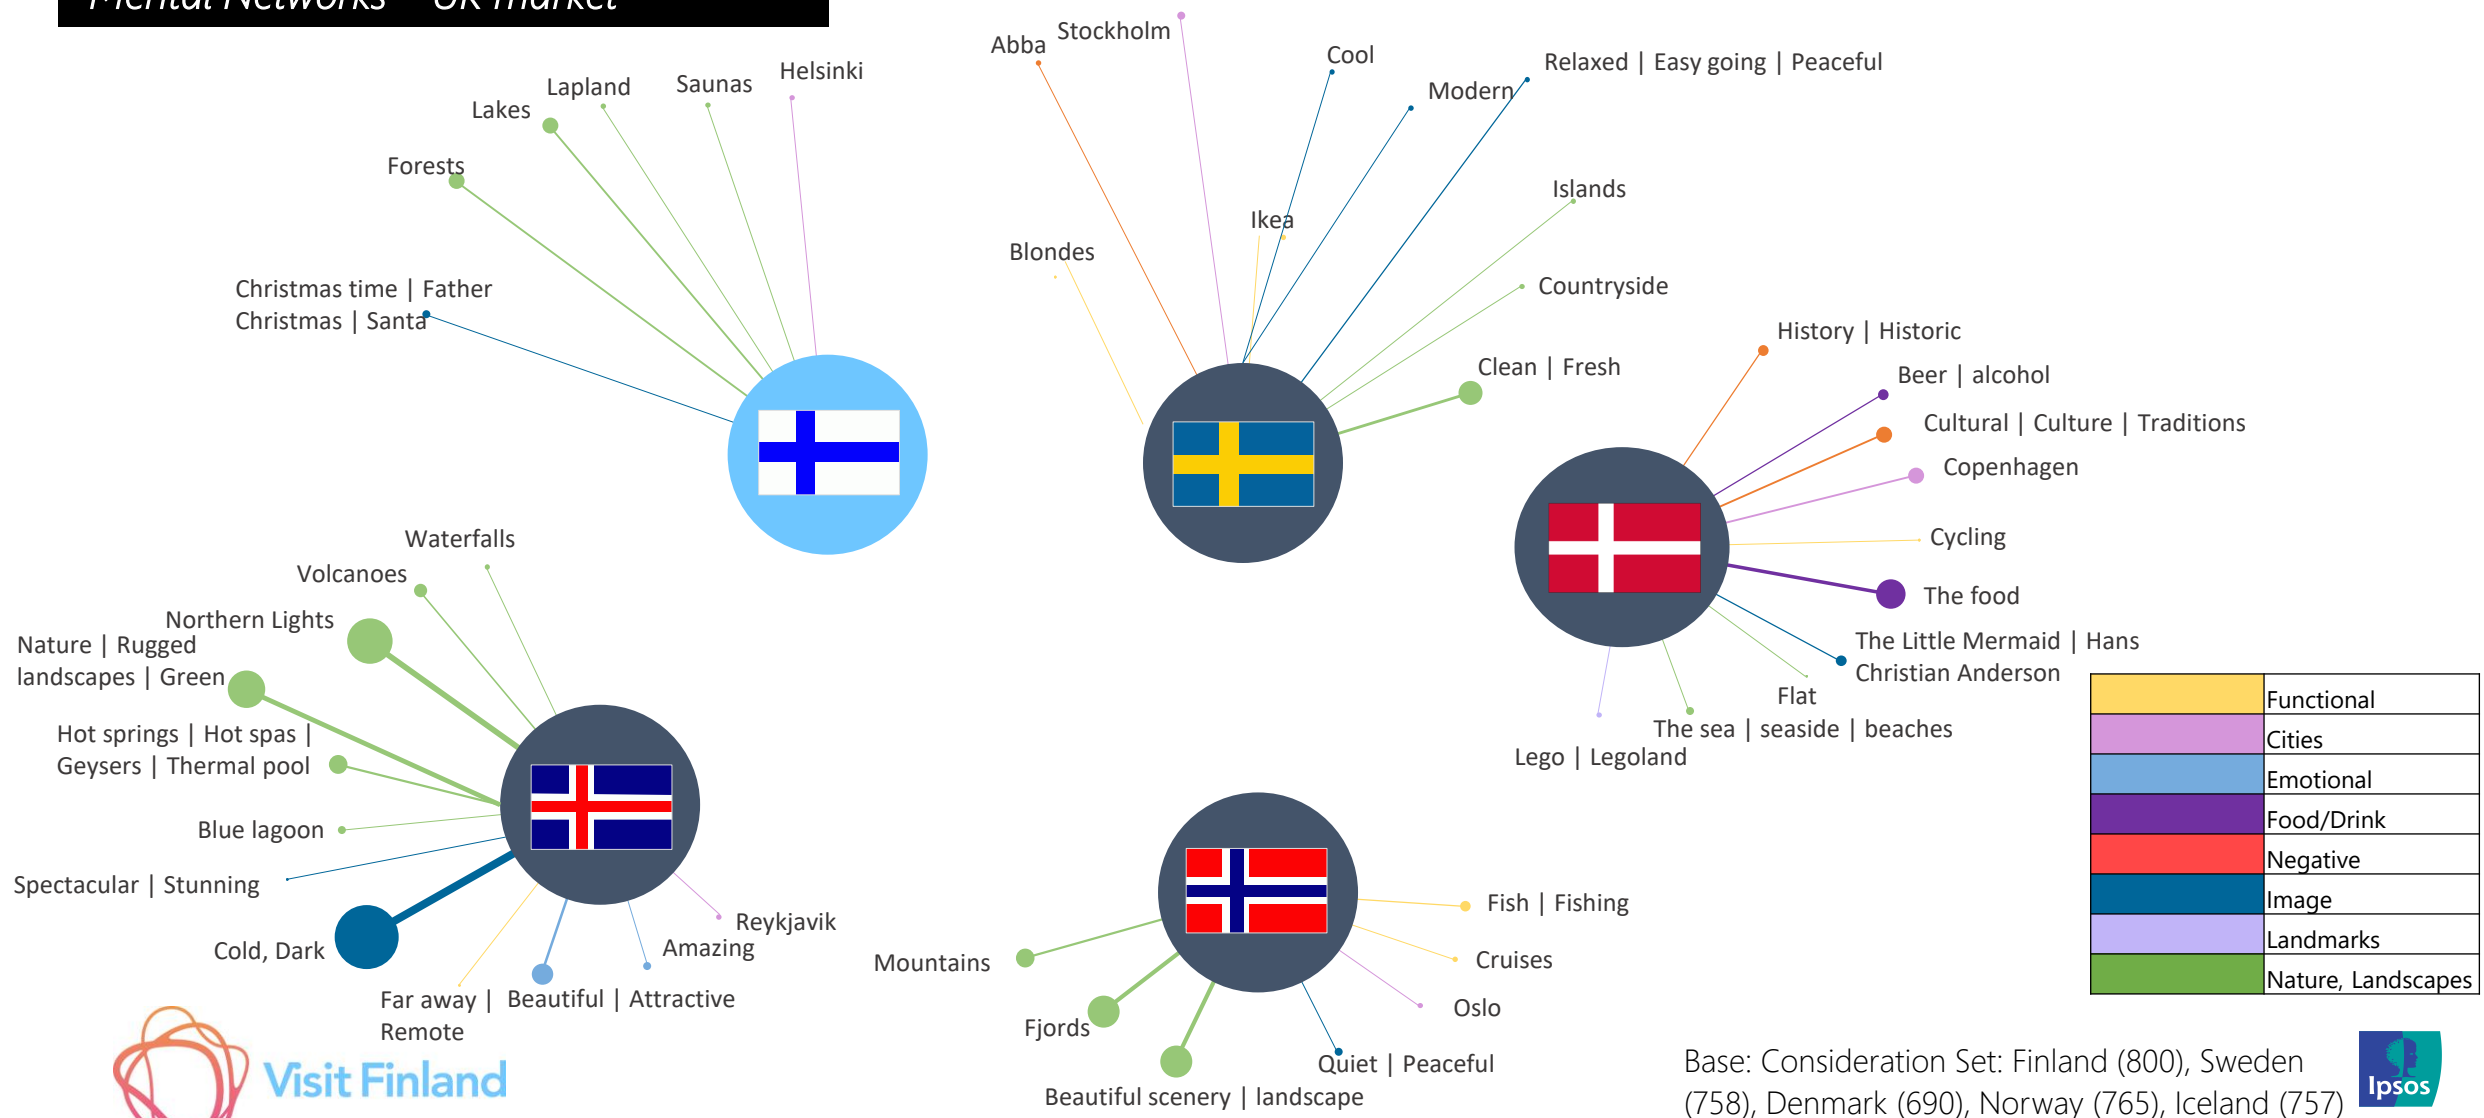 Mental Networks – UK market
Abba
Stockholm
Cool
Relaxed | Easy going | Peaceful
Modern
Helsinki
Saunas
Lapland
Lakes
Forests
Christmas time | Father
Christmas | Santa
Islands
Ikea
Blondes
Countryside
Clean | Fresh
History | Historic
Beer | alcohol
Cultural | Culture | Traditions
Copenhagen
Cycling
The food
The Little Mermaid | Hans
Christian Anderson
Flat
The sea | seaside | beaches
Lego | Legoland
Waterfalls
Volcanoes
Northern Lights
Nature | Rugged
landscapes | Green
Hot springs | Hot spas |
Geysers | Thermal pool
Blue lagoon
Spectacular | Stunning
Cold, Dark
Far away |
Remote
Beautiful | Attractive
Amazing
Reykjavik
Mountains
Fjords
Beautiful scenery | landscape
Quiet | Peaceful
Oslo
Cruises
Fish | Fishing
Functional
Cities
Emotional
Food/Drink
Negative
Image
Landmarks
Nature, Landscapes
Visit Finland
Base: Consideration Set: Finland (800), Sweden
(758), Denmark (690), Norway (765), Iceland (757)
Ipsos